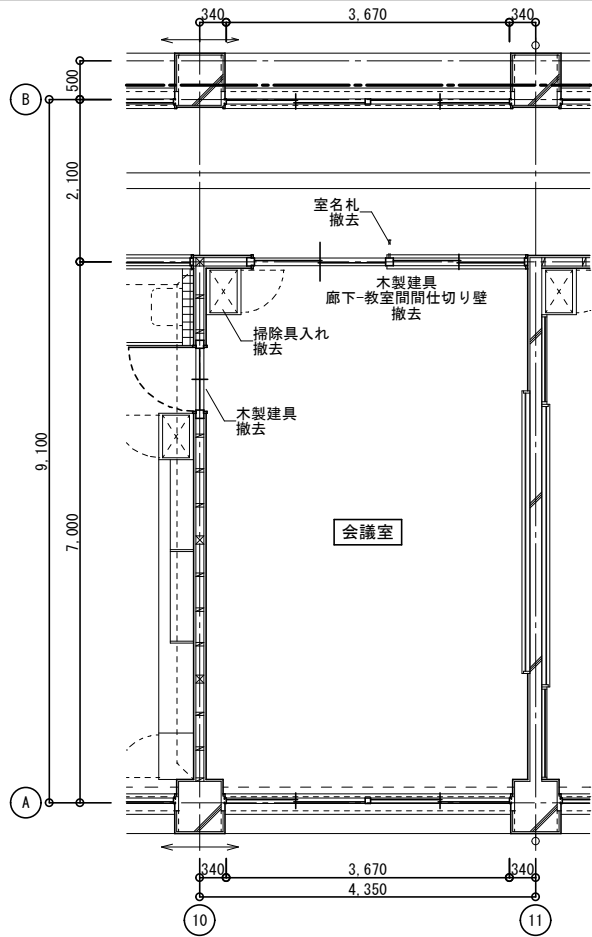 340
3,670
340
B
500
2,100
室名札
撤去
木製建具
廊下-教室間間仕切り壁
撤去
掃除具入れ
撤去
木製建具
撤去
9,100
7,000
会議室
A
340
3,670
340
4,350
10
11